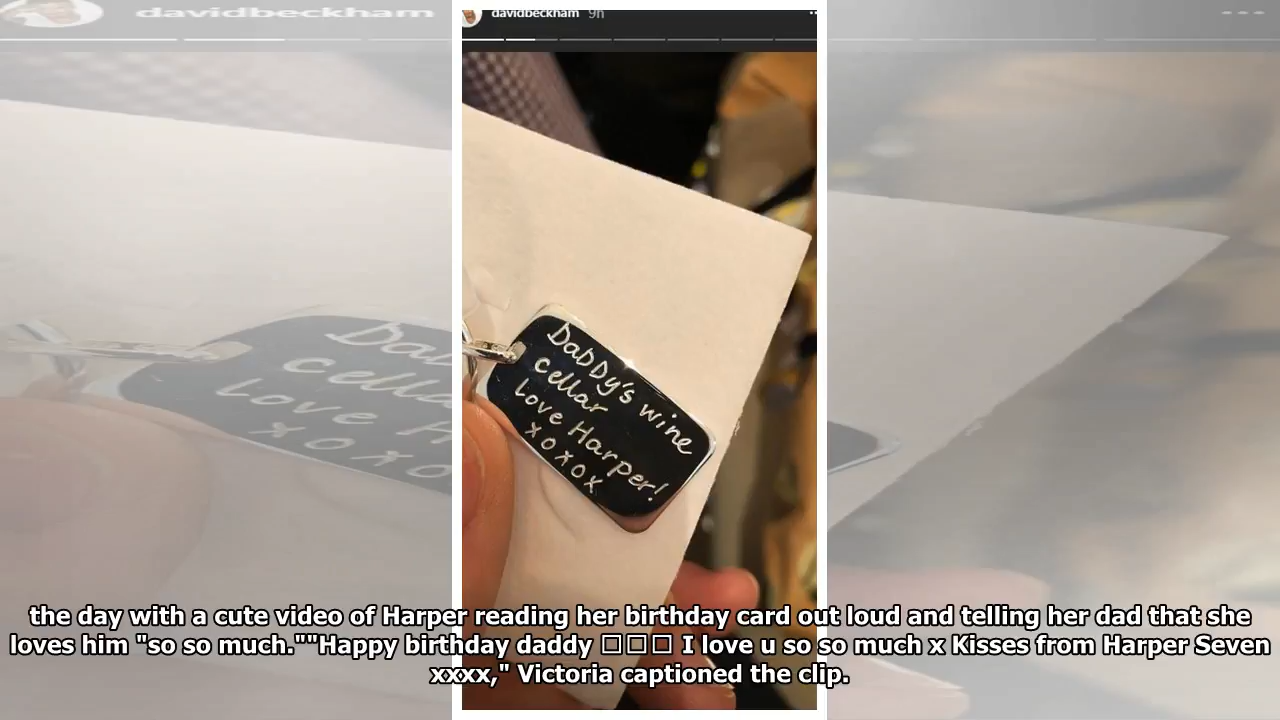 davidbeckham
davidbeckham 9h
DaDDy's wine
cellar
Love Harper!
xoxox
the day with a cute video of Harper reading her birthday card out loud and telling her dad that she
loves him "so so much.""Happy birthday daddy □□□ I love u so so much x Kisses from Harper Seven
xxxx," Victoria captioned the clip.